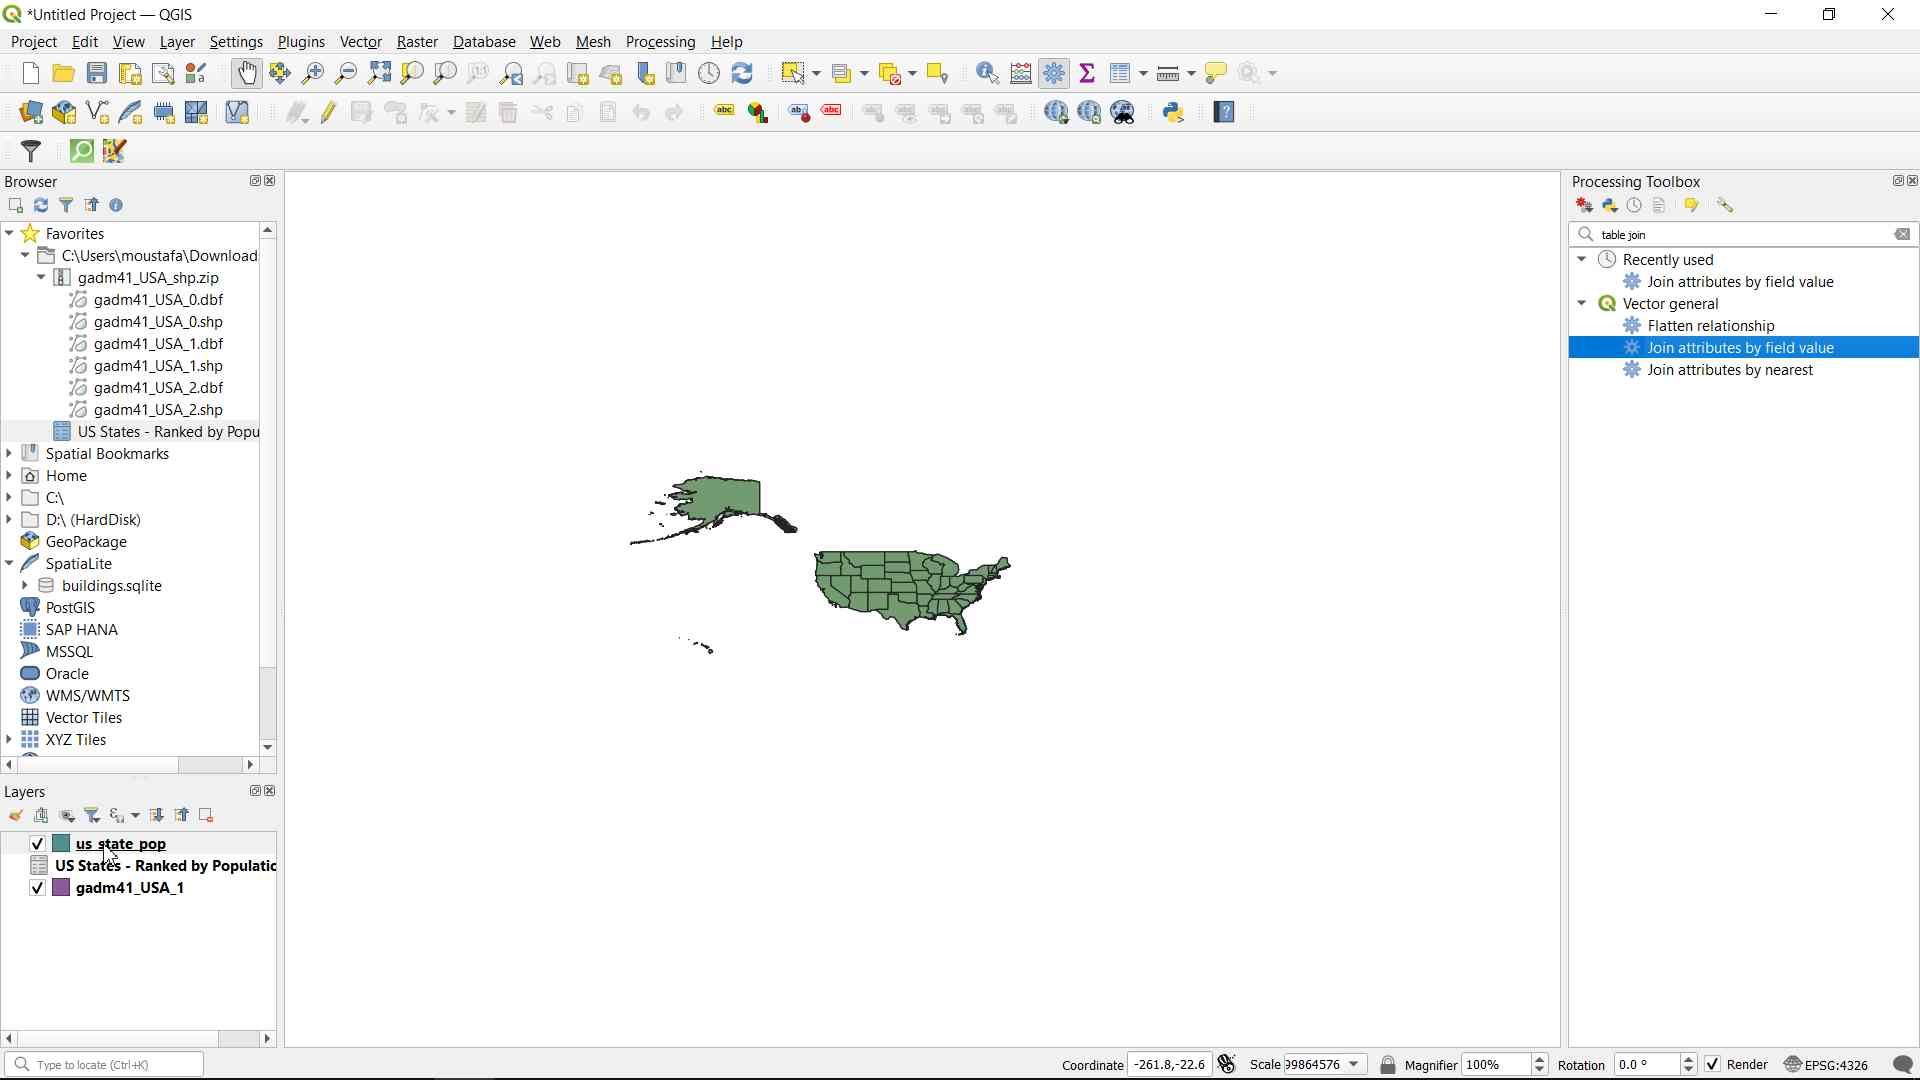 *Untitled Project — QGIS
Project Edit View Layer Settings Plugins Vector Raster Database Web Mesh Processing Help
Browser
Favorites
C:\Users\moustafa\Download
gadm41_USA_shp.zip
gadm41_USA_0.dbf
gadm41_USA_0.shp
gadm41_USA_1.dbf
gadm41_USA_1.shp
gadm41_USA_2.dbf
gadm41_USA_2.shp
US States - Ranked by Popu
Spatial Bookmarks
Home
C:\
D:\ (HardDisk)
GeoPackage
SpatiaLite
buildings.sqlite
PostGIS
SAP HANA
MSSQL
Oracle
WMS/WMTS
Vector Tiles
XYZ Tiles
Layers
us_state_pop
US States - Ranked by Populatic
gadm41_USA_1
Processing Toolbox
table join
Recently used
Join attributes by field value
Vector general
Flatten relationship
Join attributes by field value
Join attributes by nearest
Type to locate (Ctrl+K)
Coordinate -261.8,-22.6 Scale 99864576 Magnifier 100% Rotation 0.0 ° Render EPSG:4326